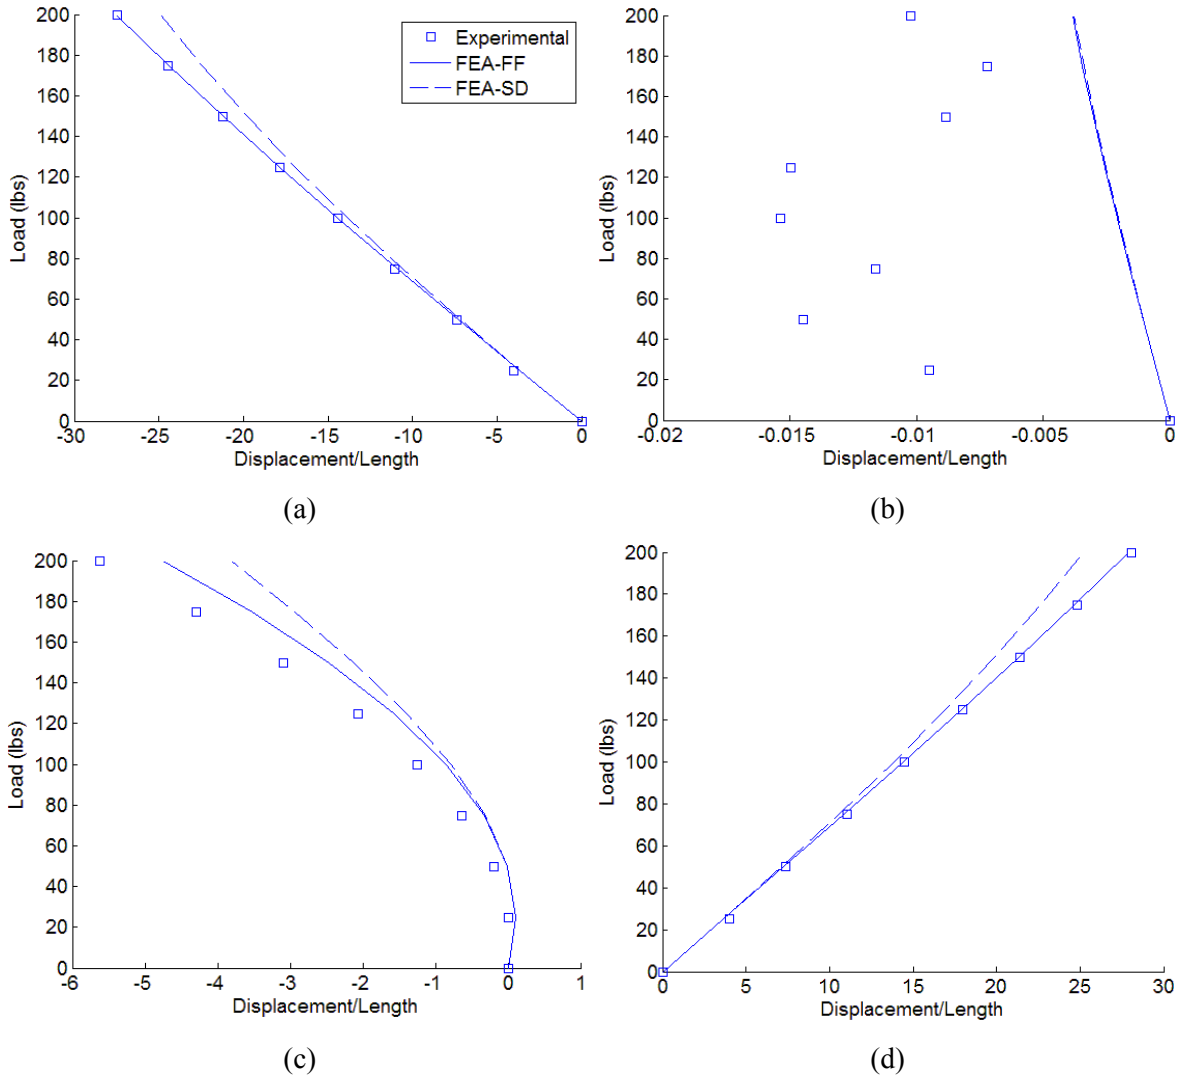 200
180
160
140
120
100
80
60
40
20
0
Load (lbs)
-30 -25 -20 -15 -10 -5 0
Displacement/Length
Experimental
FEA-FF
FEA-SD
(a)
200
180
160
140
120
100
80
60
40
20
0
Load (lbs)
-0.02 -0.015 -0.01 -0.005 0
Displacement/Length
(b)
200
180
160
140
120
100
80
60
40
20
0
Load (lbs)
-6 -5 -4 -3 -2 -1 0 1
Displacement/Length
(c)
200
180
160
140
120
100
80
60
40
20
0
Load (lbs)
0 5 10 15 20 25 30
Displacement/Length
(d)